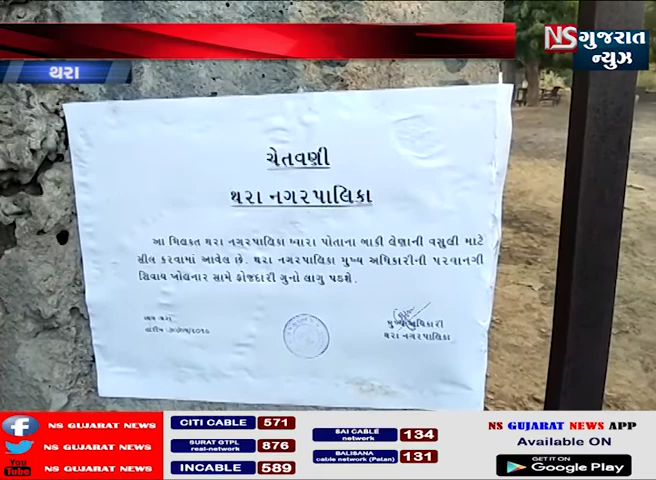 NS ગુજરાત
ન્યુઝ
થરા
ચેતવણી
થરા નગરપાલિકા
આ મિલકત થરા નગરપાલિકા ધ્વારા પોતાના બાકી લેણાની વસુલી માટે
સીલ કરવામાં આવેલ છે. થરા નગરપાલિકા મુખ્ય અધિકારીની પરવાનગી
સિવાય ખોલનાર સામે ફોજદારી ગુનો લાગુ પડશે.
મુખ્ય અધિકારી
થરા નગરપાલિકા
NS GUJARAT NEWS
NS GUJARAT NEWS
You Tube NS GUJARAT NEWS
CITI CABLE 571
SURAT GTPL real-network 876
INCABLE 589
SAI CABLE network 134
BALISANA cable network (Patan) 131
NS GUJARAT NEWS APP
Available ON
GET IT ON
Google Play